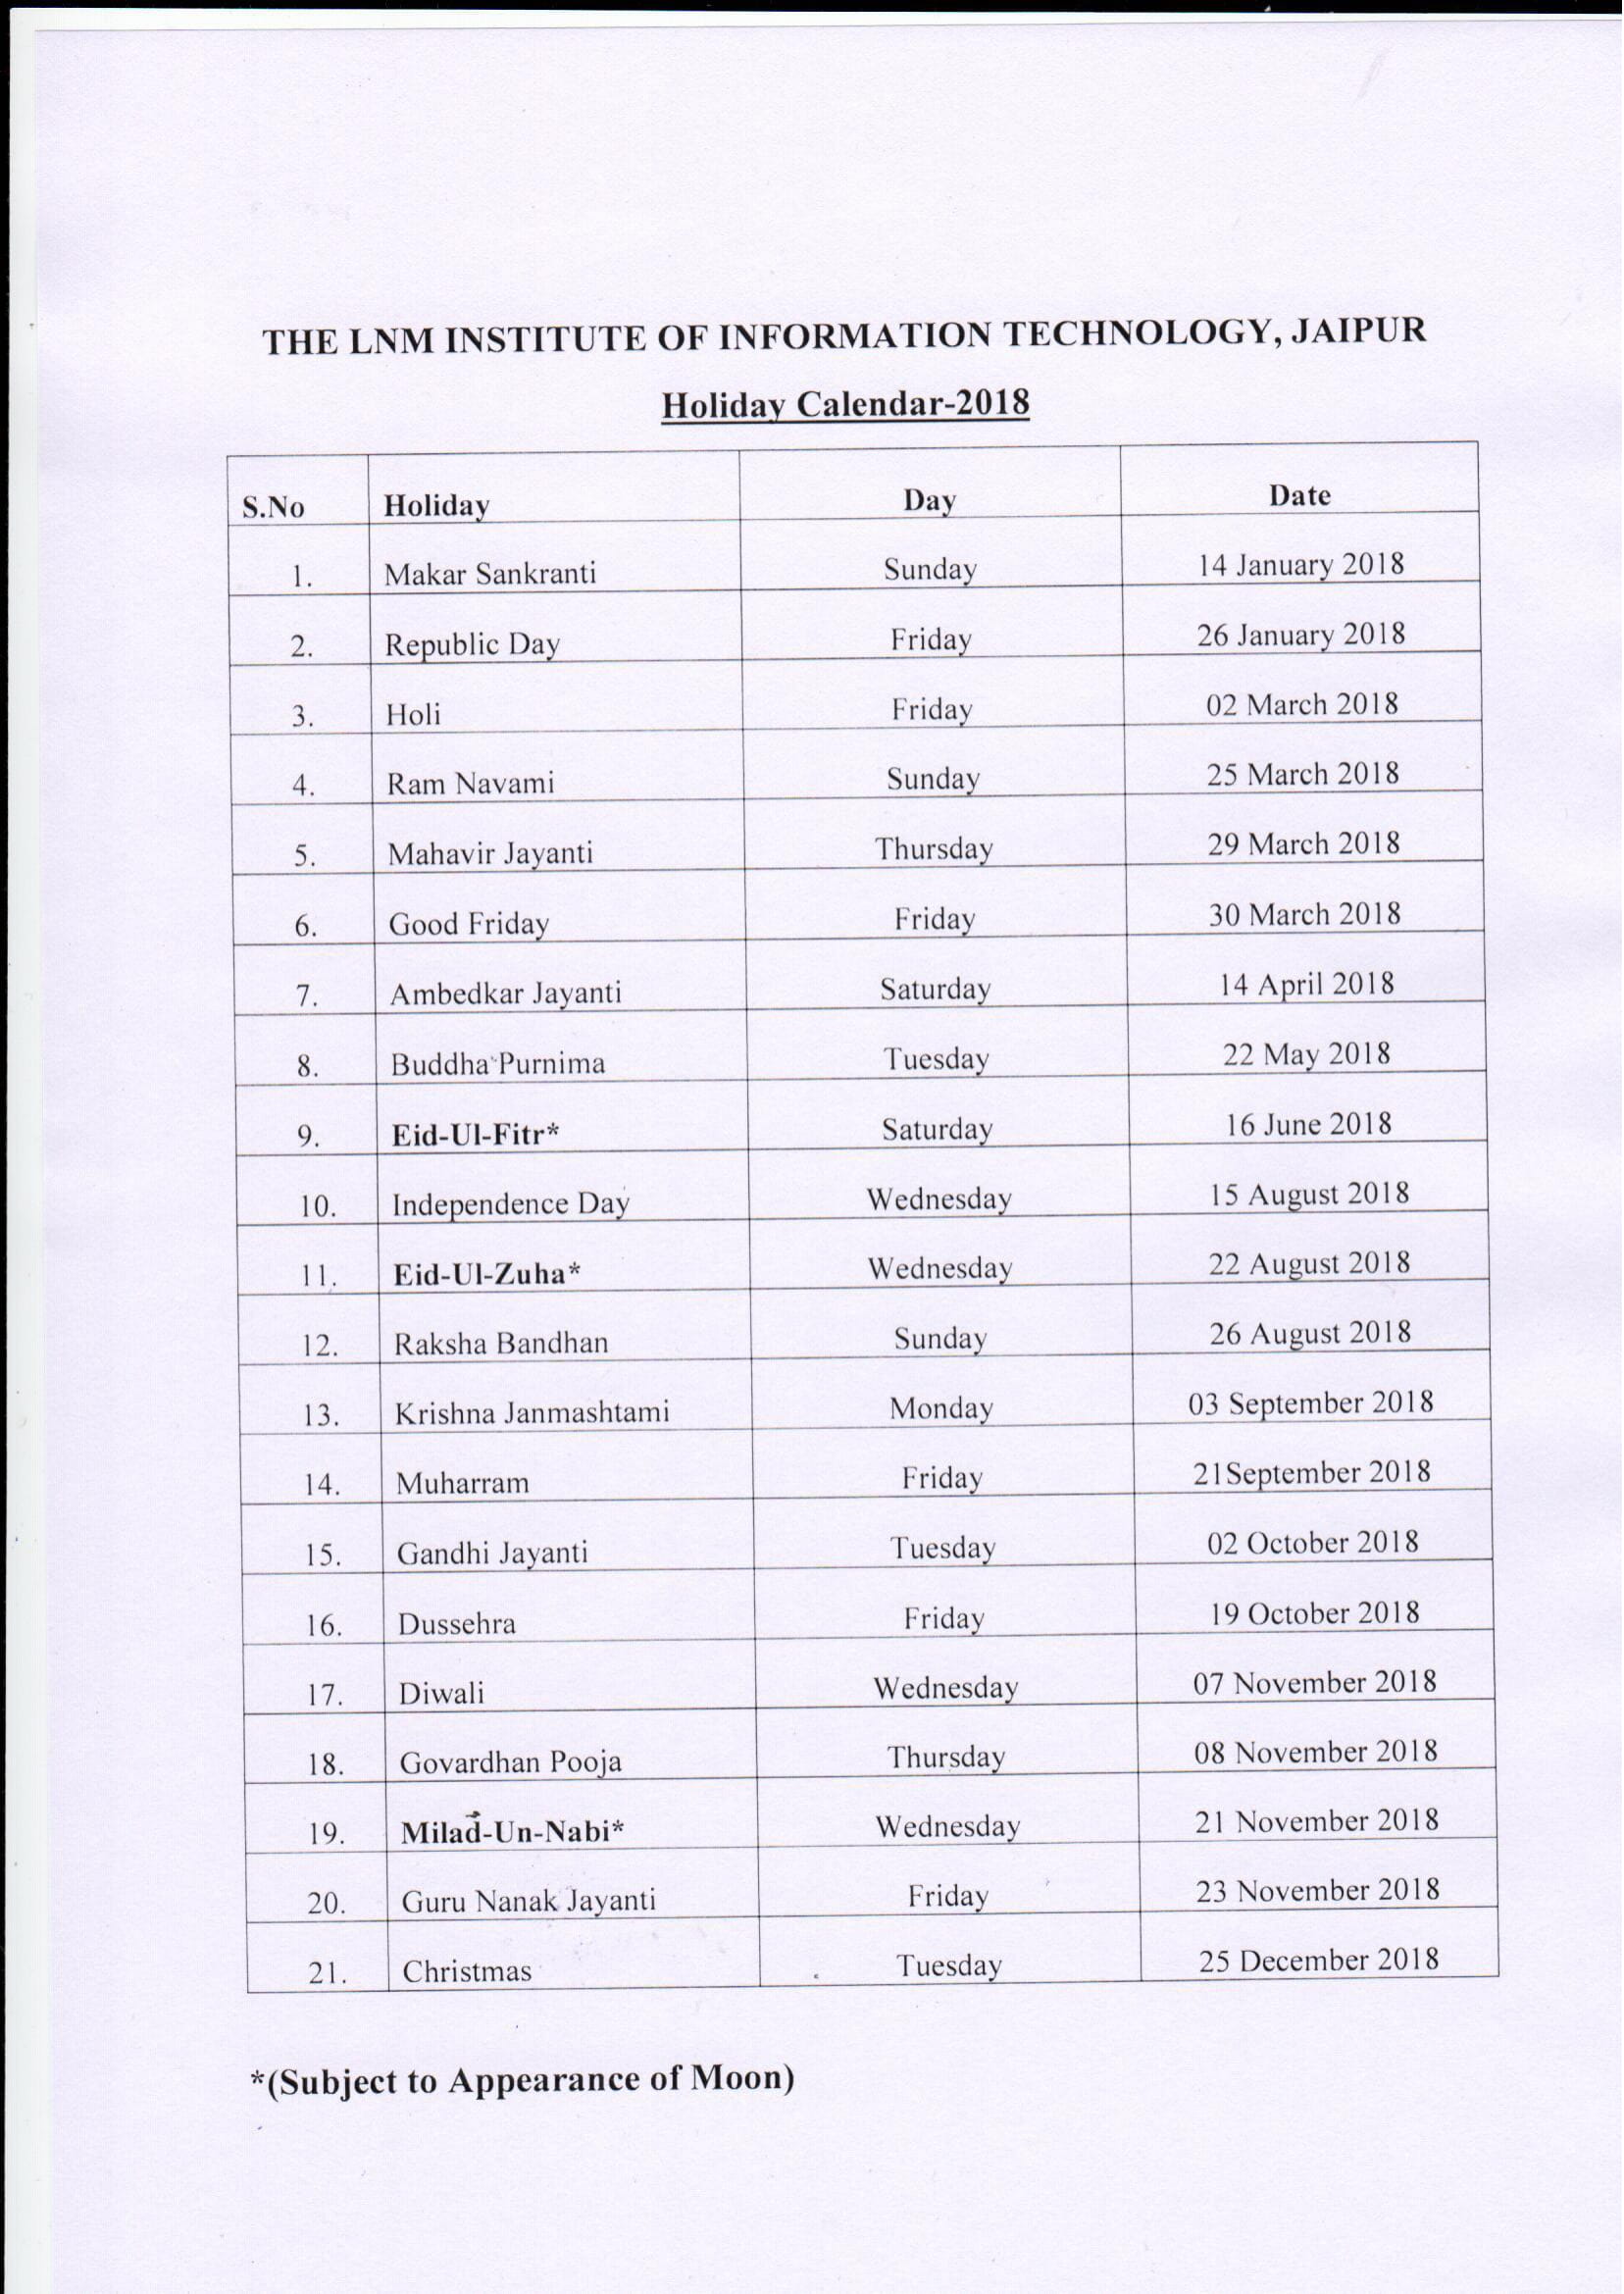 THE LNM INSTITUTE OF INFORMATION TECHNOLOGY, JAIPUR
Holiday Calendar-2018
S.No Holiday Day Date
1. Makar Sankranti Sunday 14 January 2018
2. Republic Day Friday 26 January 2018
3. Holi Friday 02 March 2018
4. Ram Navami Sunday 25 March 2018
5. Mahavir Jayanti Thursday 29 March 2018
6. Good Friday Friday 30 March 2018
7. Ambedkar Jayanti Saturday 14 April 2018
8. Buddha Purnima Tuesday 22 May 2018
9. Eid-Ul-Fitr* Saturday 16 June 2018
10. Independence Day Wednesday 15 August 2018
11. Eid-Ul-Zuha* Wednesday 22 August 2018
12. Raksha Bandhan Sunday 26 August 2018
13. Krishna Janmashtami Monday 03 September 2018
14. Muharram Friday 21September 2018
15. Gandhi Jayanti Tuesday 02 October 2018
16. Dussehra Friday 19 October 2018
17. Diwali Wednesday 07 November 2018
18. Govardhan Pooja Thursday 08 November 2018
19. Milad-Un-Nabi* Wednesday 21 November 2018
20. Guru Nanak Jayanti Friday 23 November 2018
21. Christmas Tuesday 25 December 2018
*(Subject to Appearance of Moon)